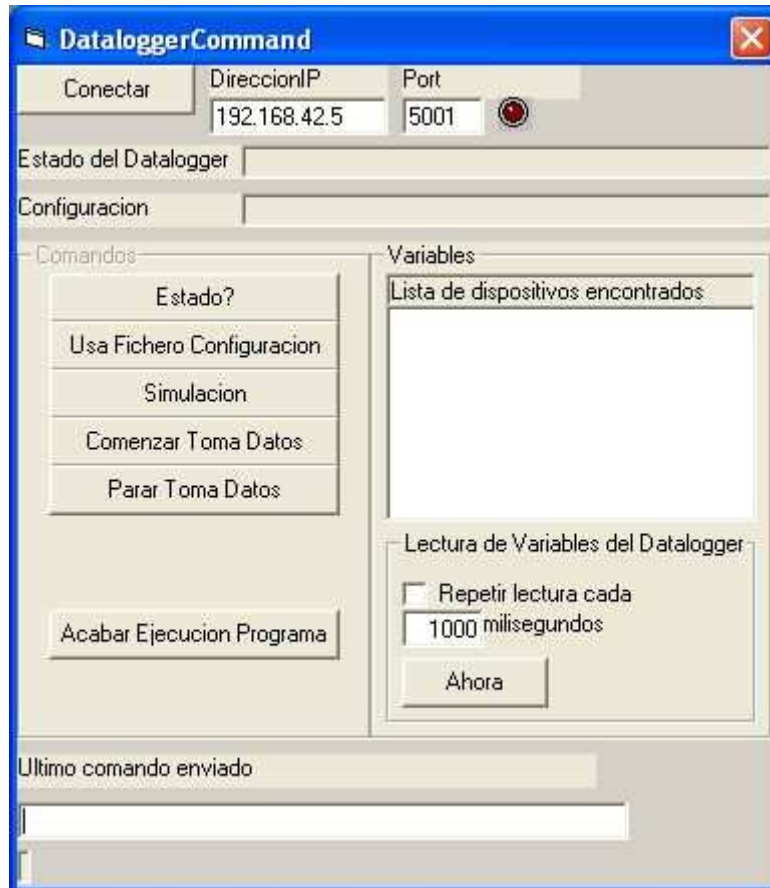 DataloggerCommand
Conectar
DireccionIP
Port
192.168.42.5
5001
Estado del Datalogger
Configuracion
Comandos
Estado?
Usa Fichero Configuracion
Simulacion
Comenzar Toma Datos
Parar Toma Datos
Acabar Ejecucion Programa
Variables
Lista de dispositivos encontrados
Lectura de Variables del Datalogger
Repetir lectura cada
1000 milisegundos
Ahora
Ultimo comando enviado